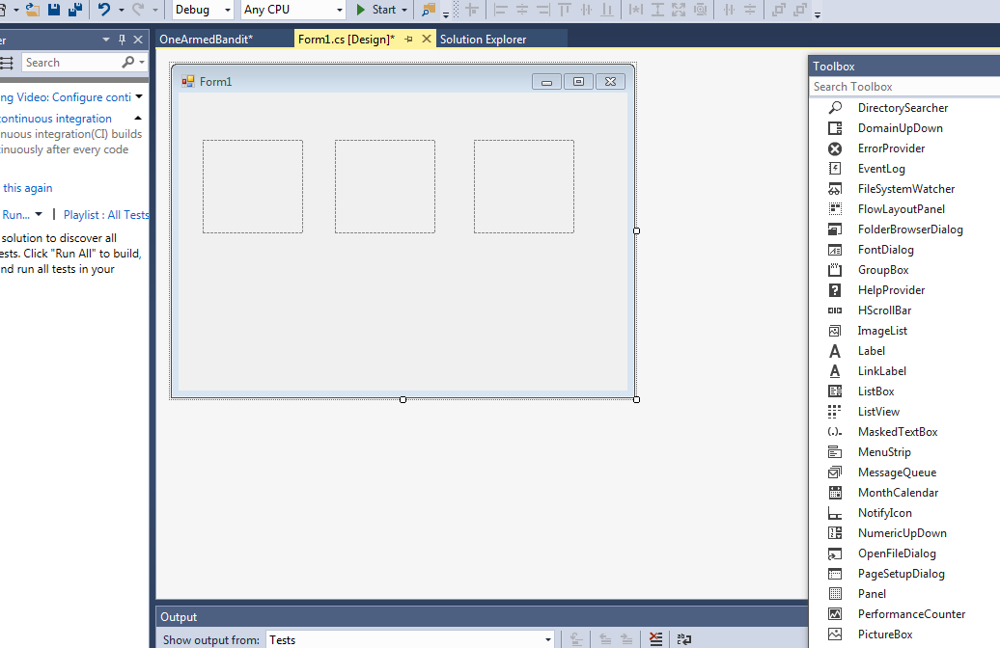 Debug
Any CPU
Start
er
OneArmedBandit*
Form1.cs [Design]*
Solution Explorer
Search
ng Video: Configure conti
ontinuous integration
nuous integration(CI) builds
tinuously after every code
this again
Run...
Playlist : All Tests
solution to discover all
ests. Click "Run All" to build,
nd run all tests in your
Form1
Toolbox
Search Toolbox
DirectorySearcher
DomainUpDown
ErrorProvider
EventLog
FileSystemWatcher
FlowLayoutPanel
FolderBrowserDialog
FontDialog
GroupBox
HelpProvider
HScrollBar
ImageList
Label
LinkLabel
ListBox
ListView
MaskedTextBox
MenuStrip
MessageQueue
MonthCalendar
NotifyIcon
NumericUpDown
OpenFileDialog
PageSetupDialog
Panel
PerformanceCounter
PictureBox
Output
Show output from:
Tests